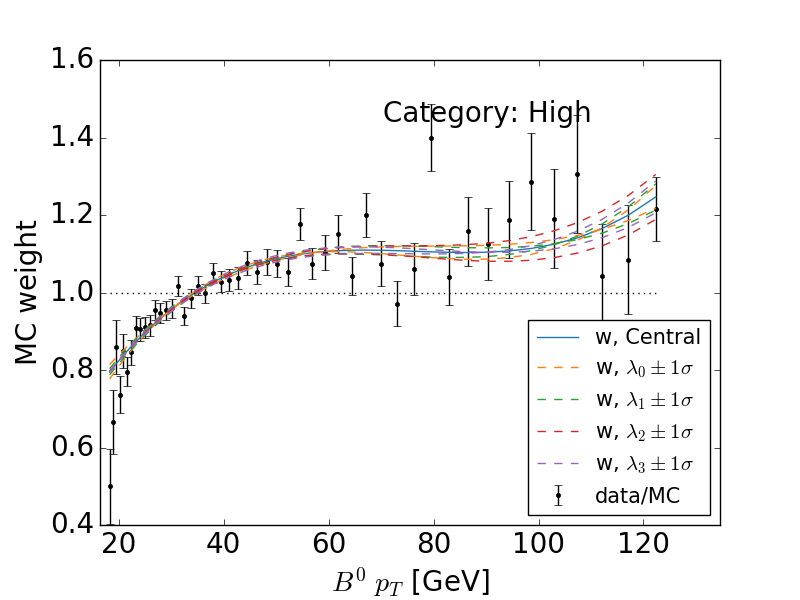 1.6
Category: High
1.4
1.2
MC weight
1.0
0.8
0.6
0.4
w, Central
w, λ₀ ± 1σ
w, λ₁ ± 1σ
w, λ₂ ± 1σ
w, λ₃ ± 1σ
data/MC
20 40 60 80 100 120
B⁰ p_T [GeV]